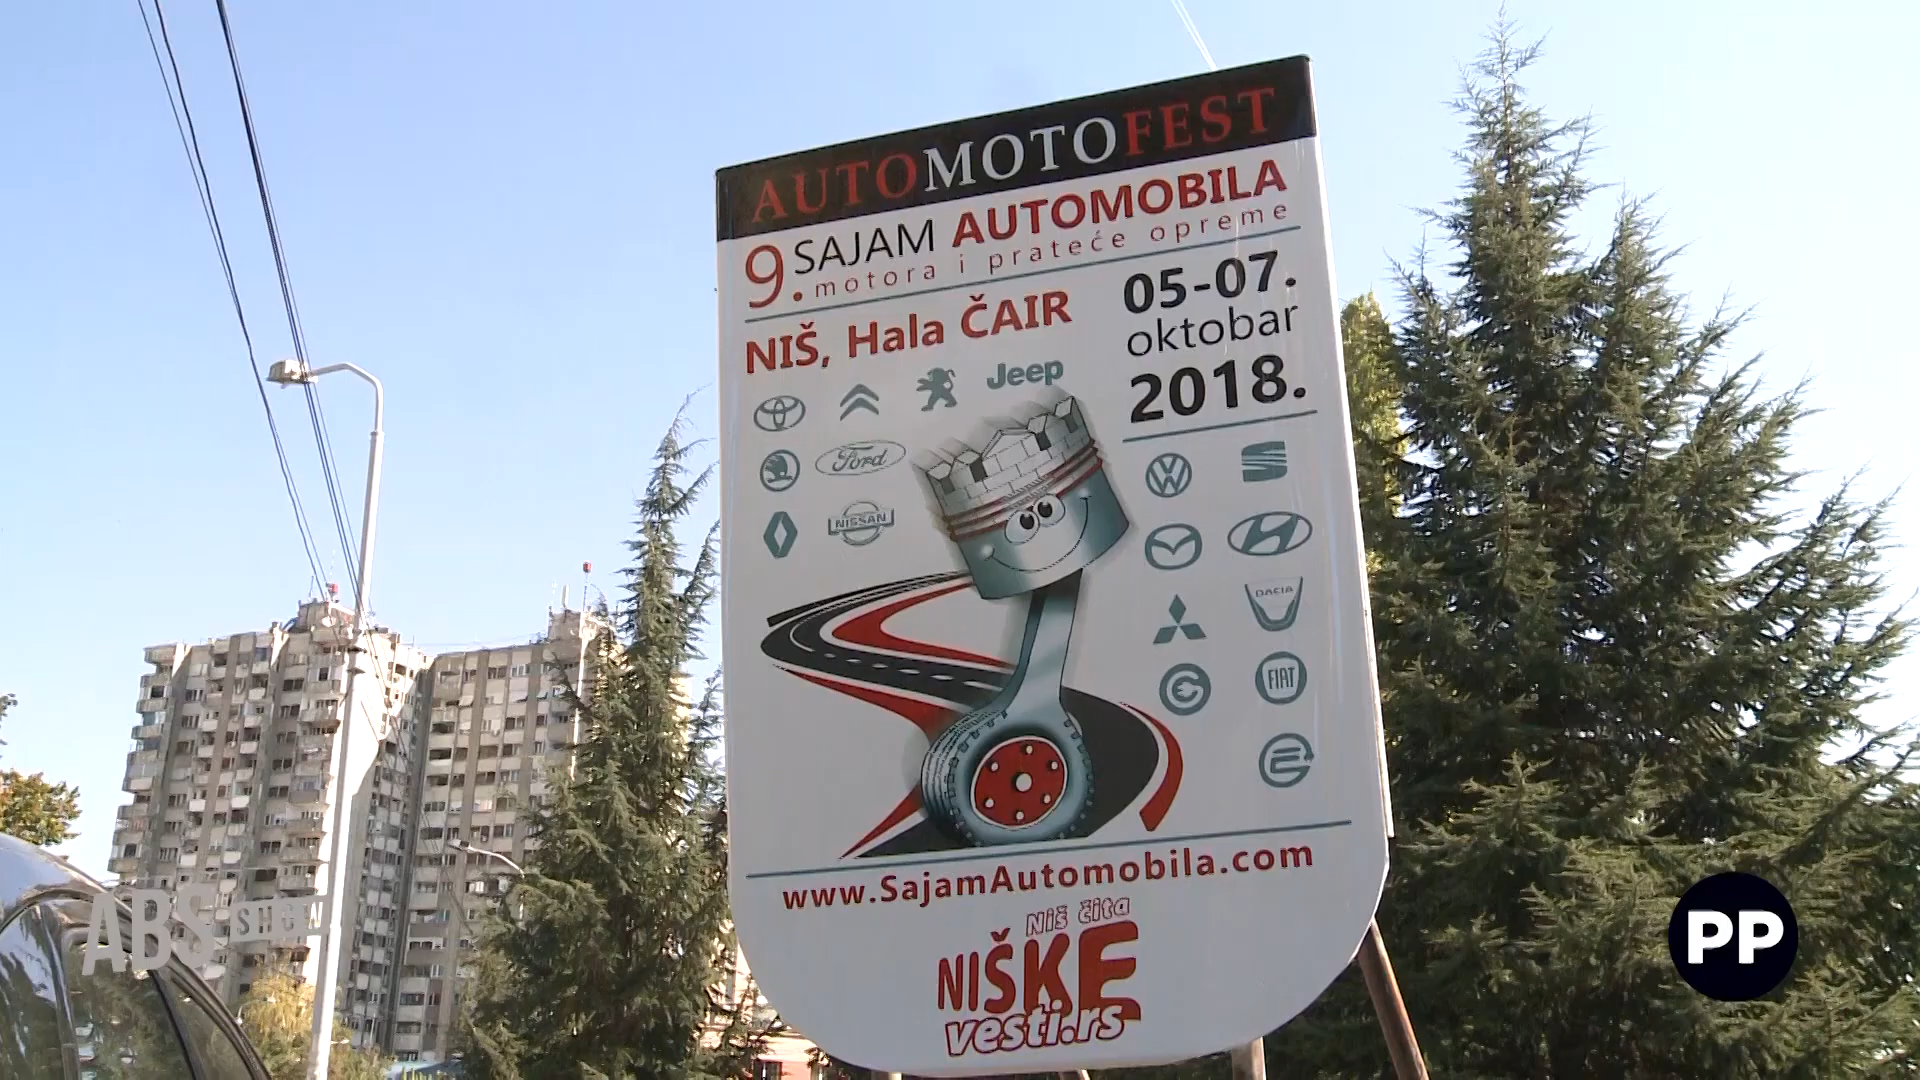 AUTOMOTOFEST
9. SAJAM AUTOMOBILA
motora i prateće opreme
NIŠ, Hala ČAIR
05-07.
oktobar
2018.
Jeep
Ford
NISSAN
DACIA
FIAT
www.SajamAutomobila.com
Niš čita
NIŠKE
vesti.rs
ABS SHOW
PP